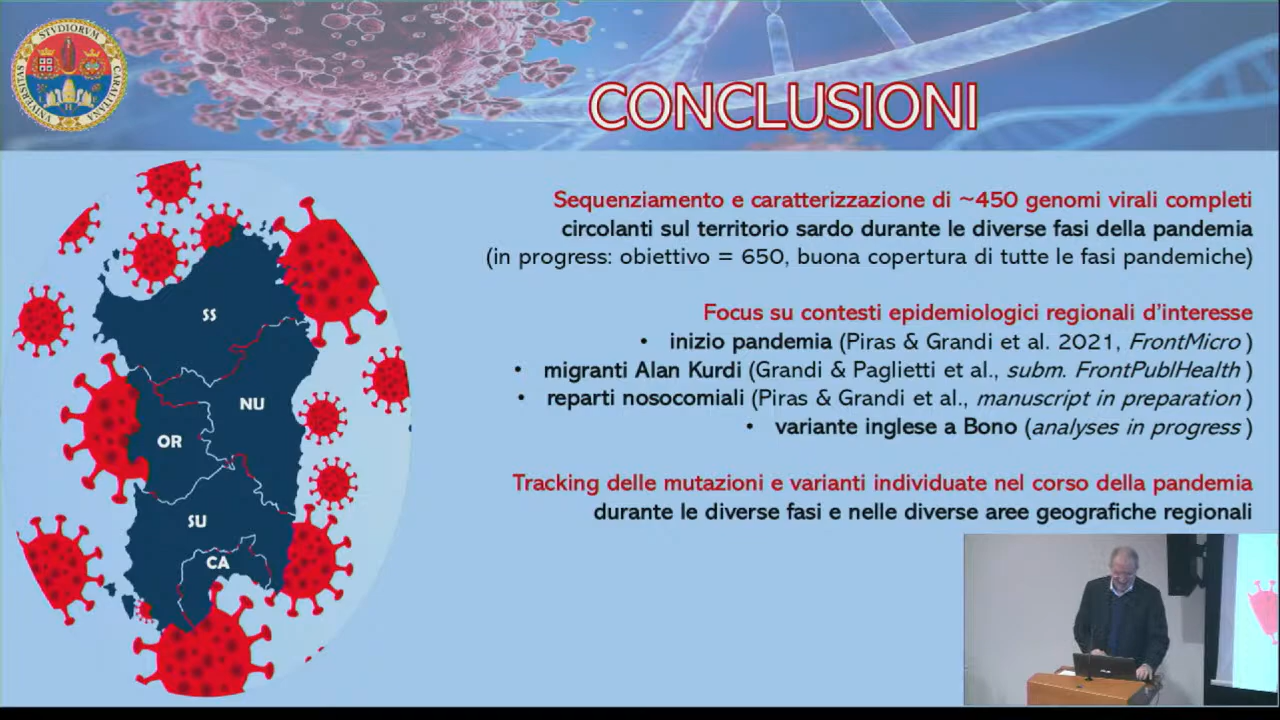 STVDIORVM
VNIVERSITAS
CARALITANA
CONCLUSIONI
Sequenziamento e caratterizzazione di ~450 genomi virali completi
circolanti sul territorio sardo durante le diverse fasi della pandemia
(in progress: obiettivo = 650, buona copertura di tutte le fasi pandemiche)
Focus su contesti epidemiologici regionali d'interesse
• inizio pandemia (Piras & Grandi et al. 2021, FrontMicro )
• migranti Alan Kurdi (Grandi & Paglietti et al., subm. FrontPublHealth )
• reparti nosocomiali (Piras & Grandi et al., manuscript in preparation )
• variante inglese a Bono (analyses in progress )
Tracking delle mutazioni e varianti individuate nel corso della pandemia
durante le diverse fasi e nelle diverse aree geografiche regionali
SS
NU
OR
SU
CA